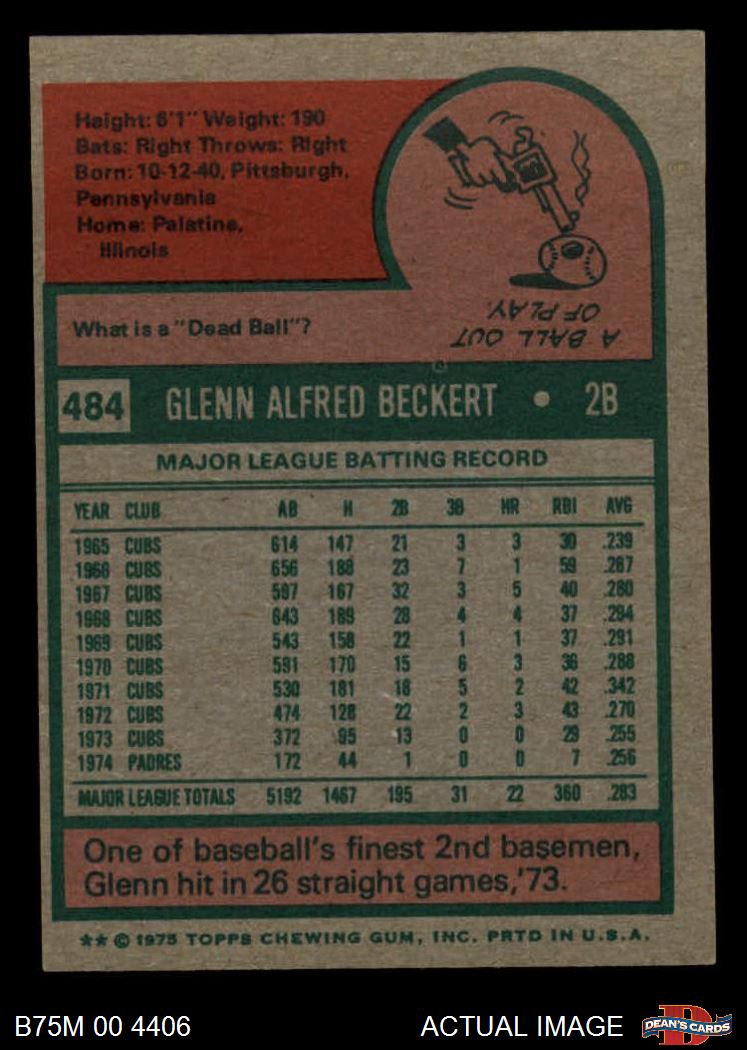 Height: 6'1" Weight: 190
Bats: Right Throws: Right
Born: 10-12-40, Pittsburgh,
Pennsylvania
Home: Palatine,
Illinois
What is a "Dead Ball"?
A BALL OUT
OF PLAY.
484 GLENN ALFRED BECKERT • 2B
MAJOR LEAGUE BATTING RECORD
YEAR CLUB AB H 2B 3B HR RBI AVG
1965 CUBS 614 147 21 3 3 30 .239
1966 CUBS 656 188 23 7 1 59 .287
1967 CUBS 597 167 32 3 5 40 .280
1968 CUBS 643 189 28 4 4 37 .294
1969 CUBS 543 158 22 1 1 37 .291
1970 CUBS 591 170 15 6 3 36 .288
1971 CUBS 530 181 18 5 2 42 .342
1972 CUBS 474 128 22 2 3 43 .270
1973 CUBS 372 95 13 0 0 29 .255
1974 PADRES 172 44 1 0 0 7 .256
MAJOR LEAGUE TOTALS 5192 1467 195 31 22 360 .283
One of baseball's finest 2nd basemen,
Glenn hit in 26 straight games,'73.
** © 1975 TOPPS CHEWING GUM, INC. PRTD IN U.S.A.
B75M 00 4406 ACTUAL IMAGE DEAN'S CARDS